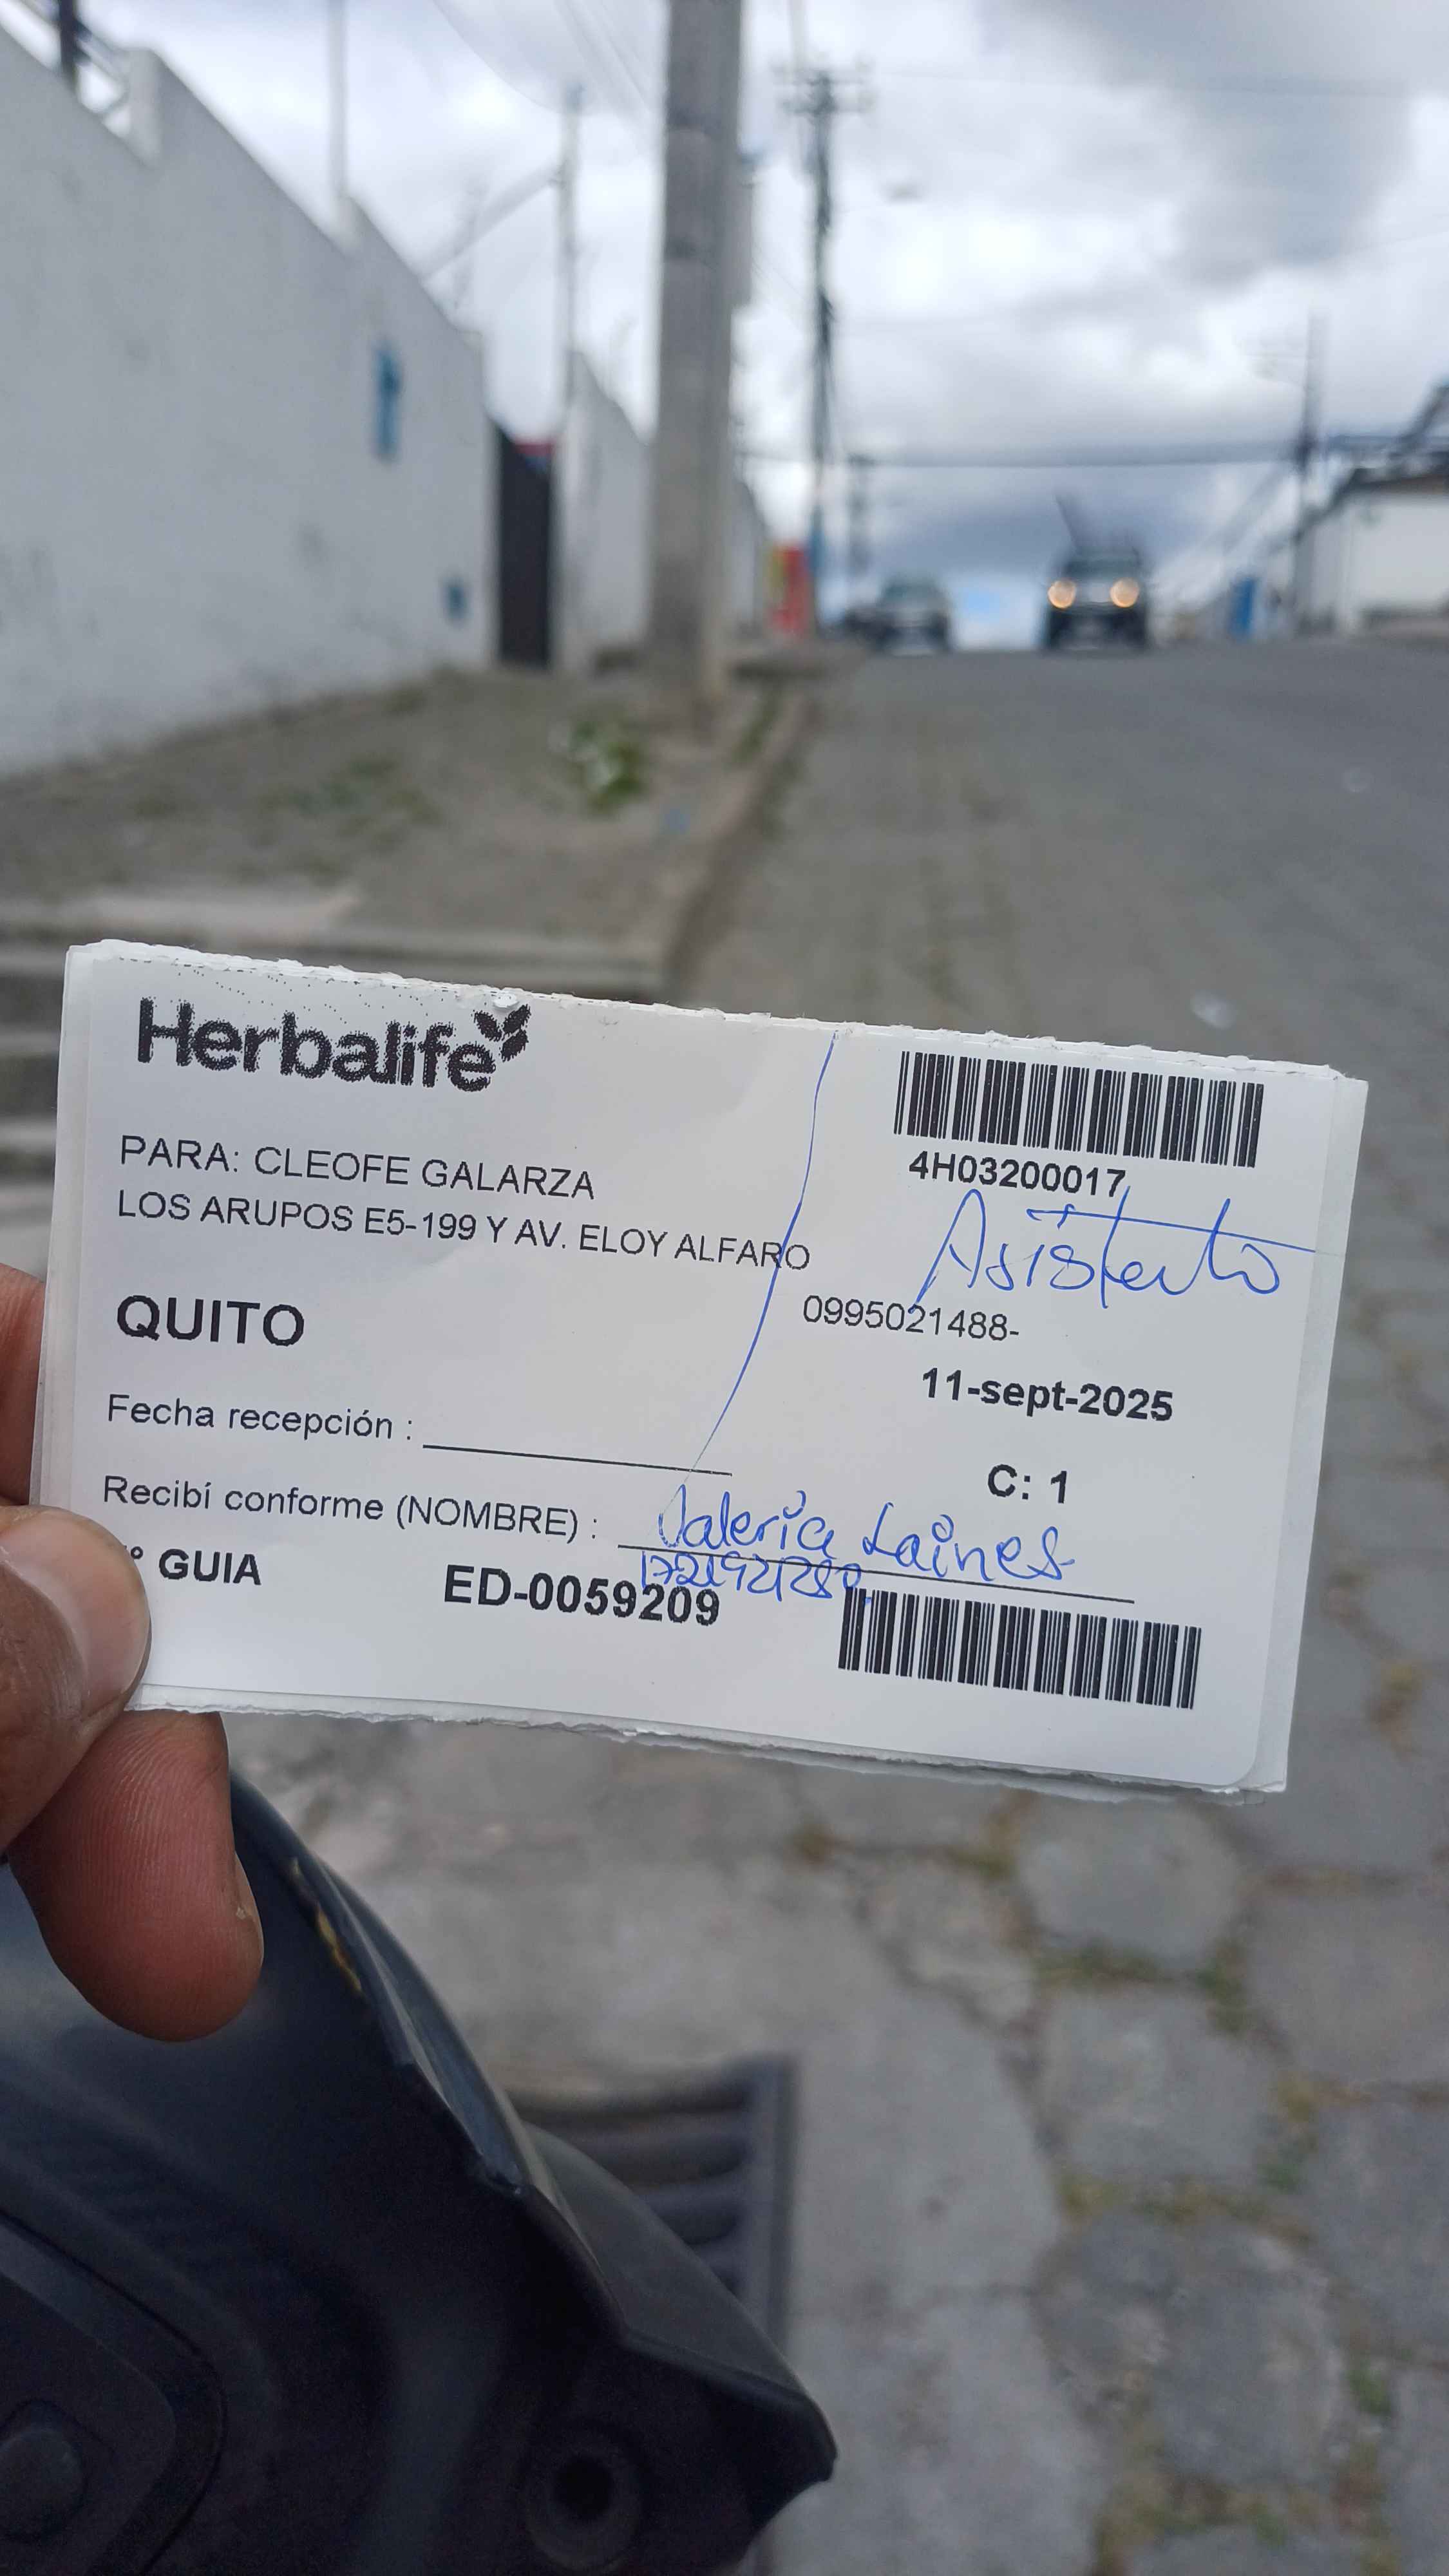 Herbalife
4H03200017
PARA: CLEOFE GALARZA
LOS ARUPOS E5-199 Y AV. ELOY ALFARO
QUITO
0995021488-
11-sept-2025
Fecha recepción :
C: 1
Recibí conforme (NOMBRE) : Valeria Laines
° GUIA
ED-0059209